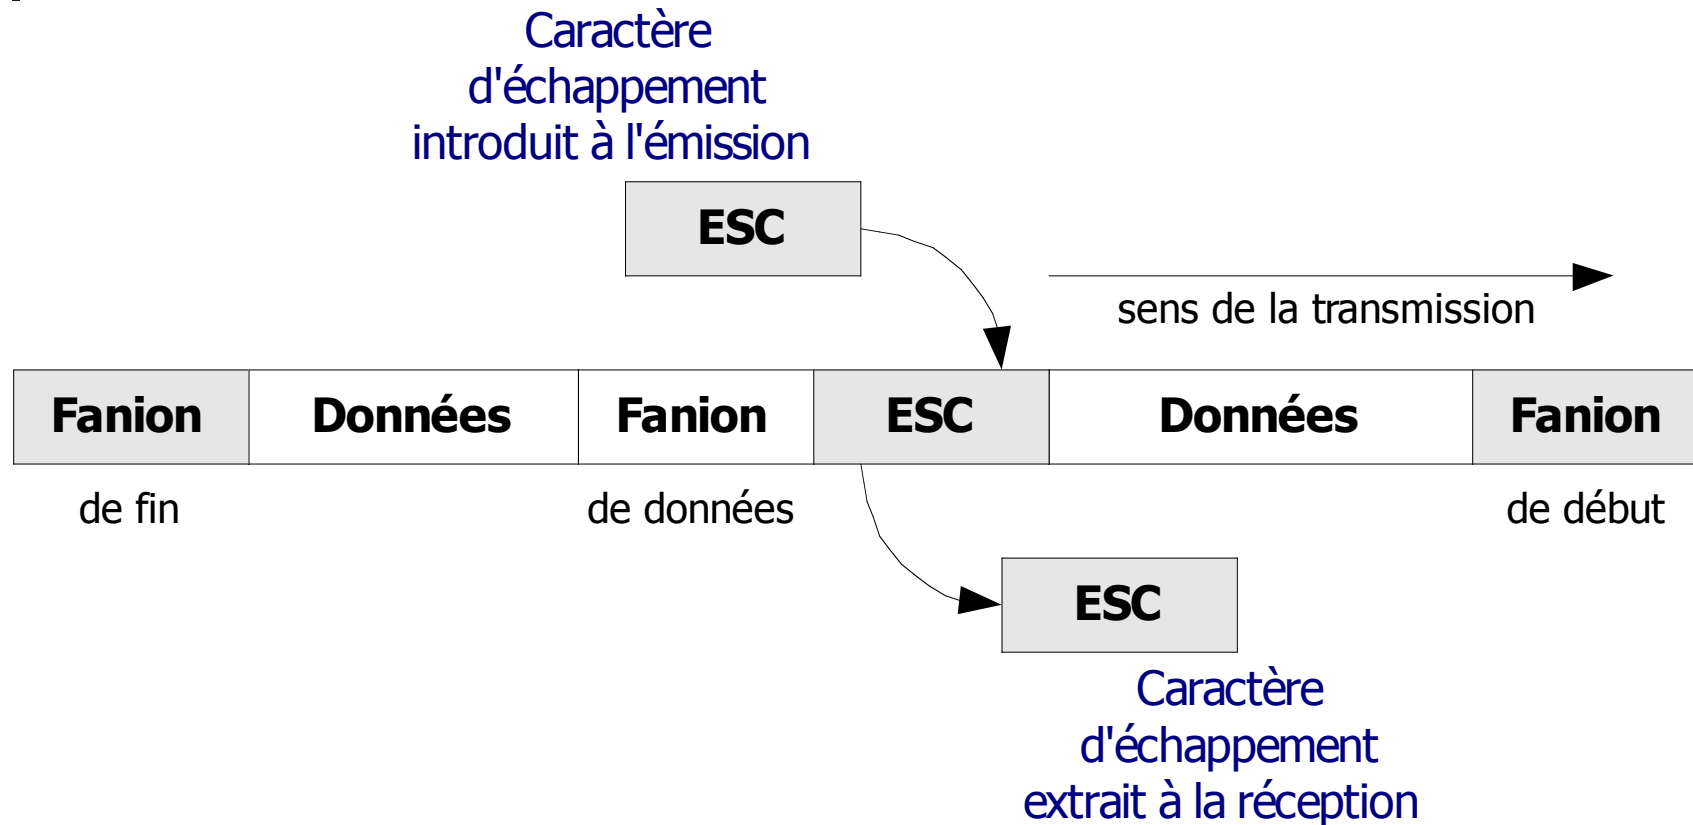 Caractère
d'échappement
introduit à l'émission
ESC
sens de la transmission
Fanion Données Fanion ESC Données Fanion
de fin de données de début
ESC
Caractère
d'échappement
extrait à la réception